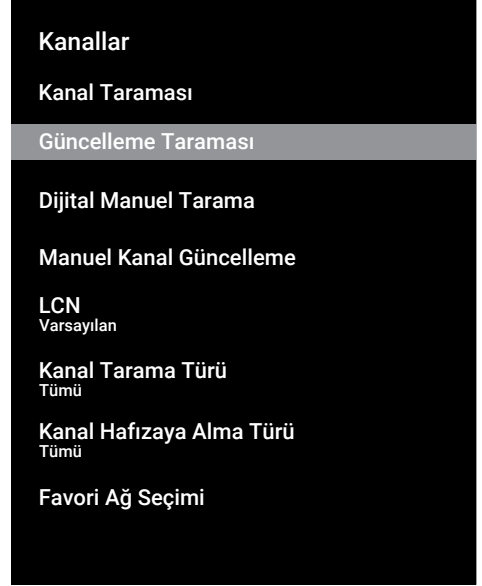 Kanallar
Kanal Taraması
Güncelleme Taraması
Dijital Manuel Tarama
Manuel Kanal Güncelleme
LCN
Varsayılan
Kanal Tarama Türü
Tümü
Kanal Hafızaya Alma Türü
Tümü
Favori Ağ Seçimi